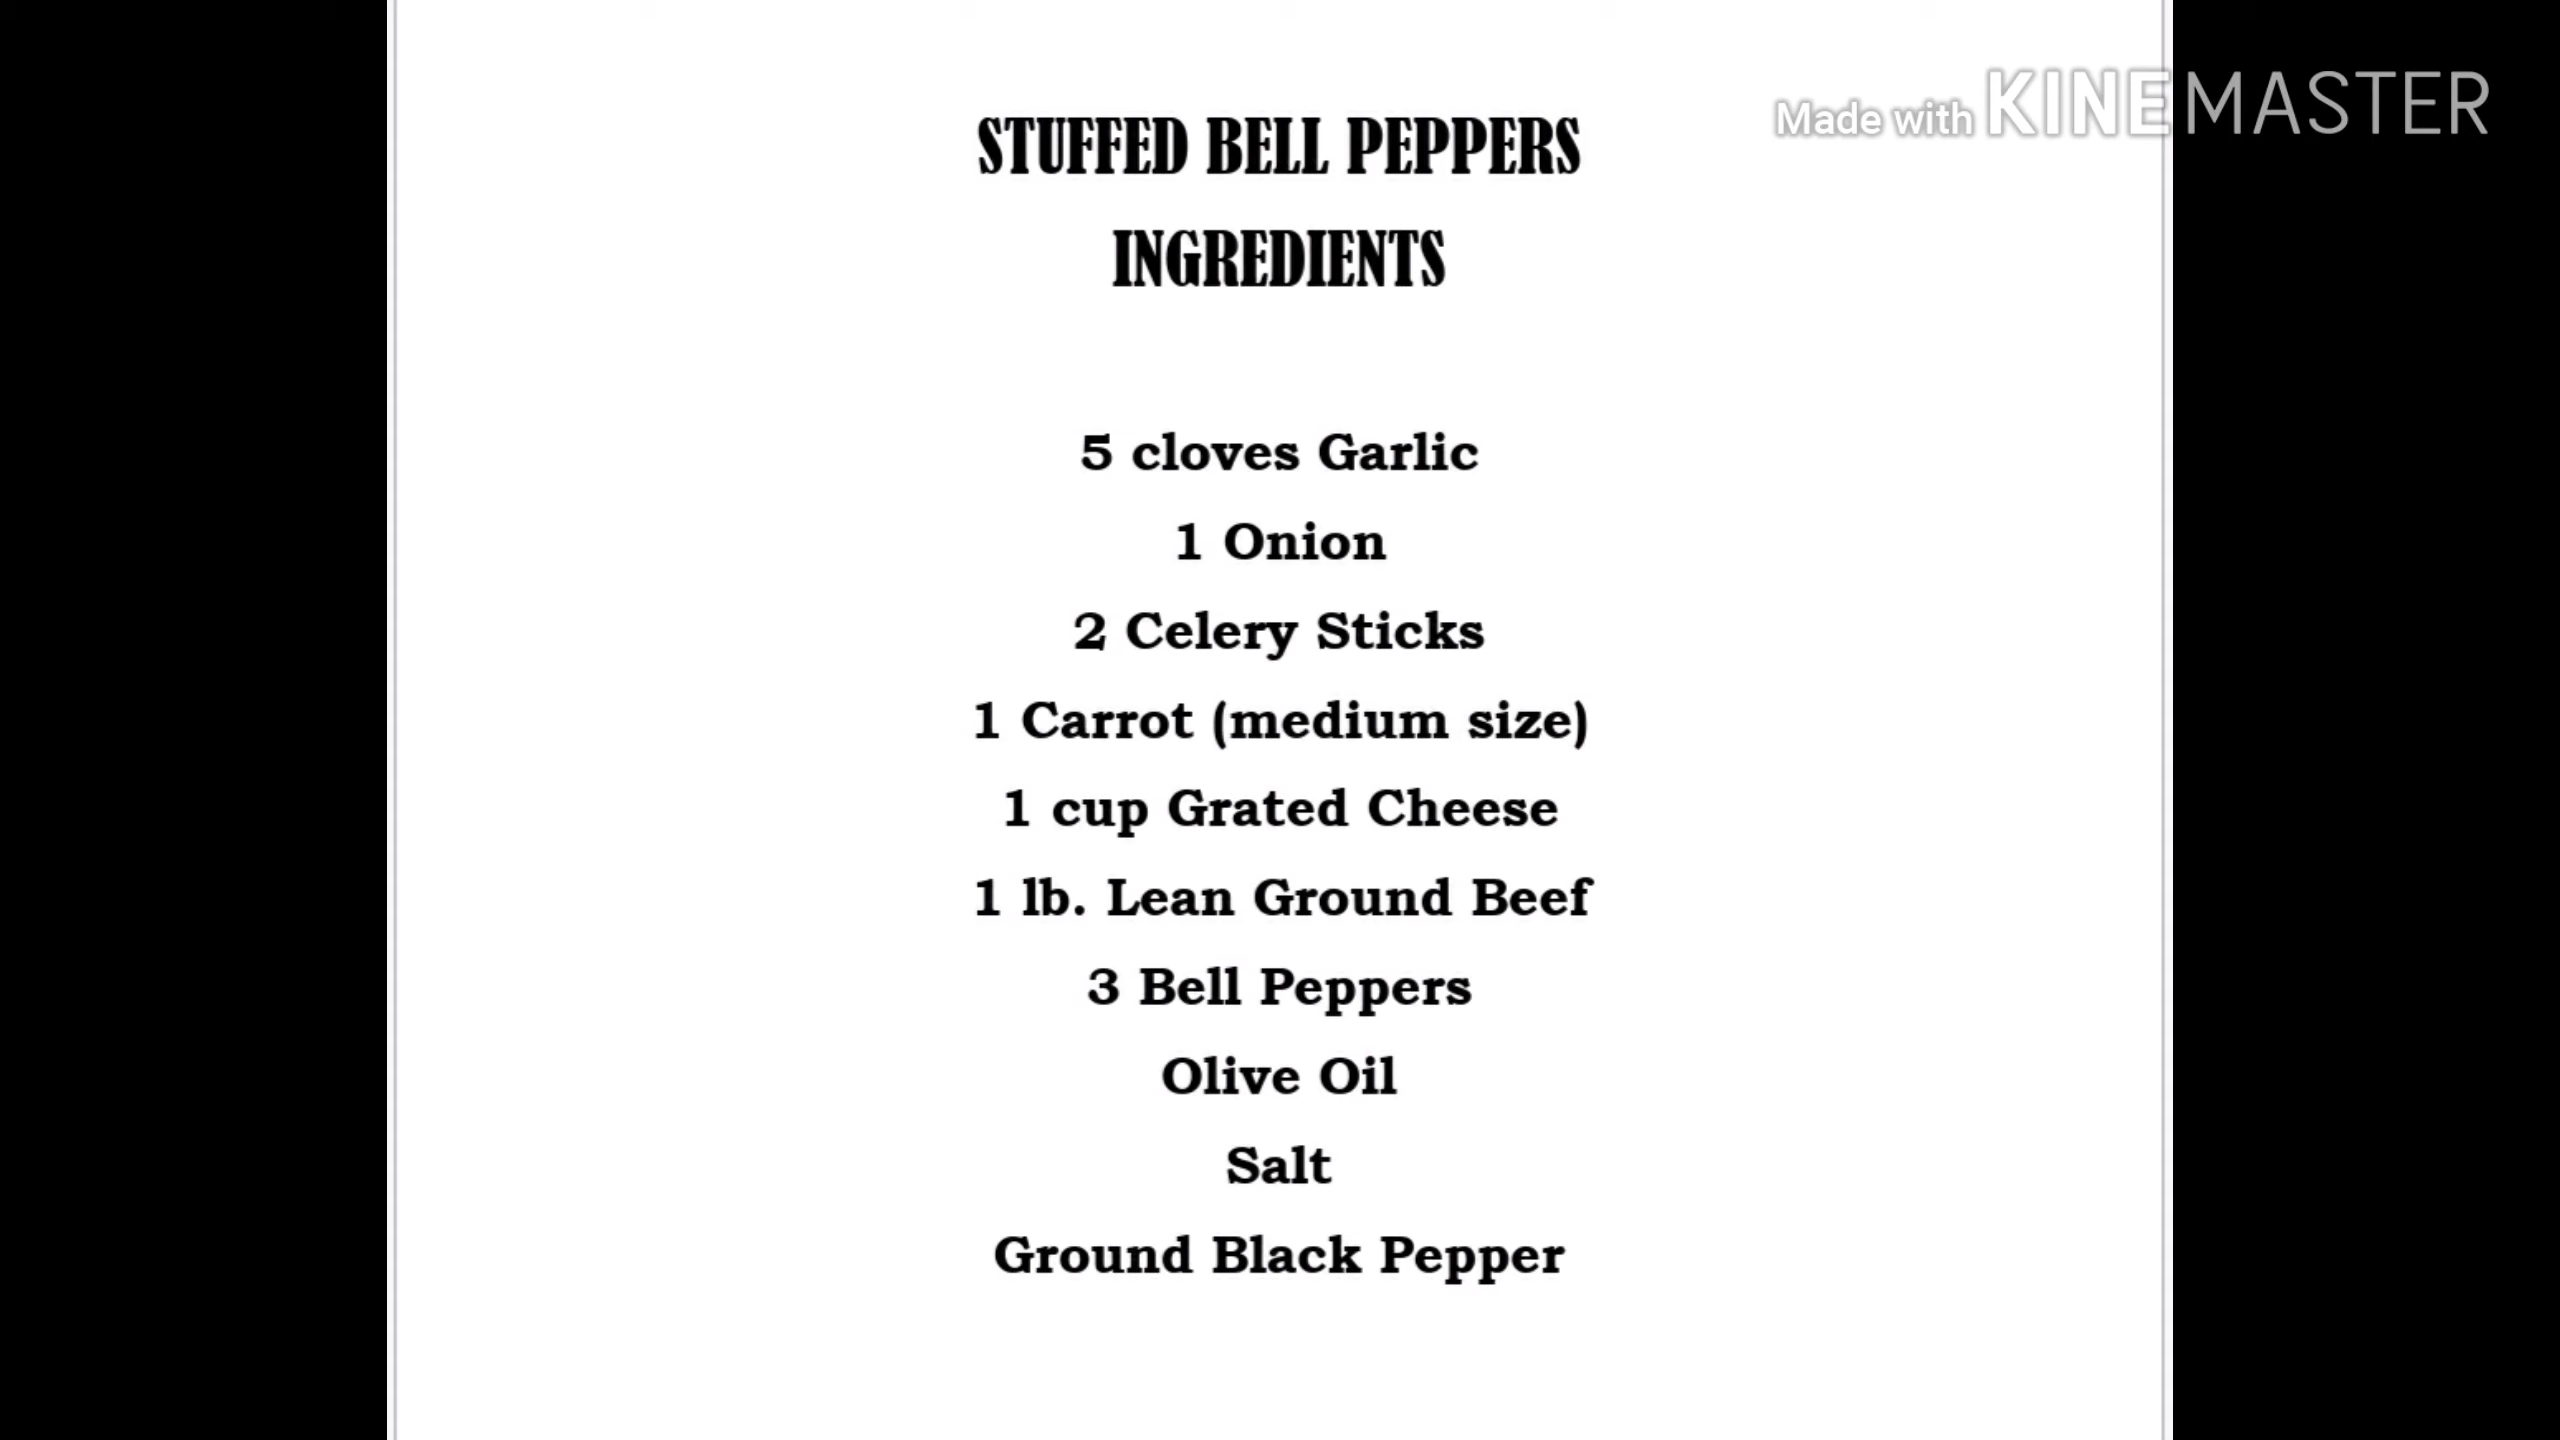 Made with KINEMASTER
STUFFED BELL PEPPERS
INGREDIENTS
5 cloves Garlic
1 Onion
2 Celery Sticks
1 Carrot (medium size)
1 cup Grated Cheese
1 lb. Lean Ground Beef
3 Bell Peppers
Olive Oil
Salt
Ground Black Pepper